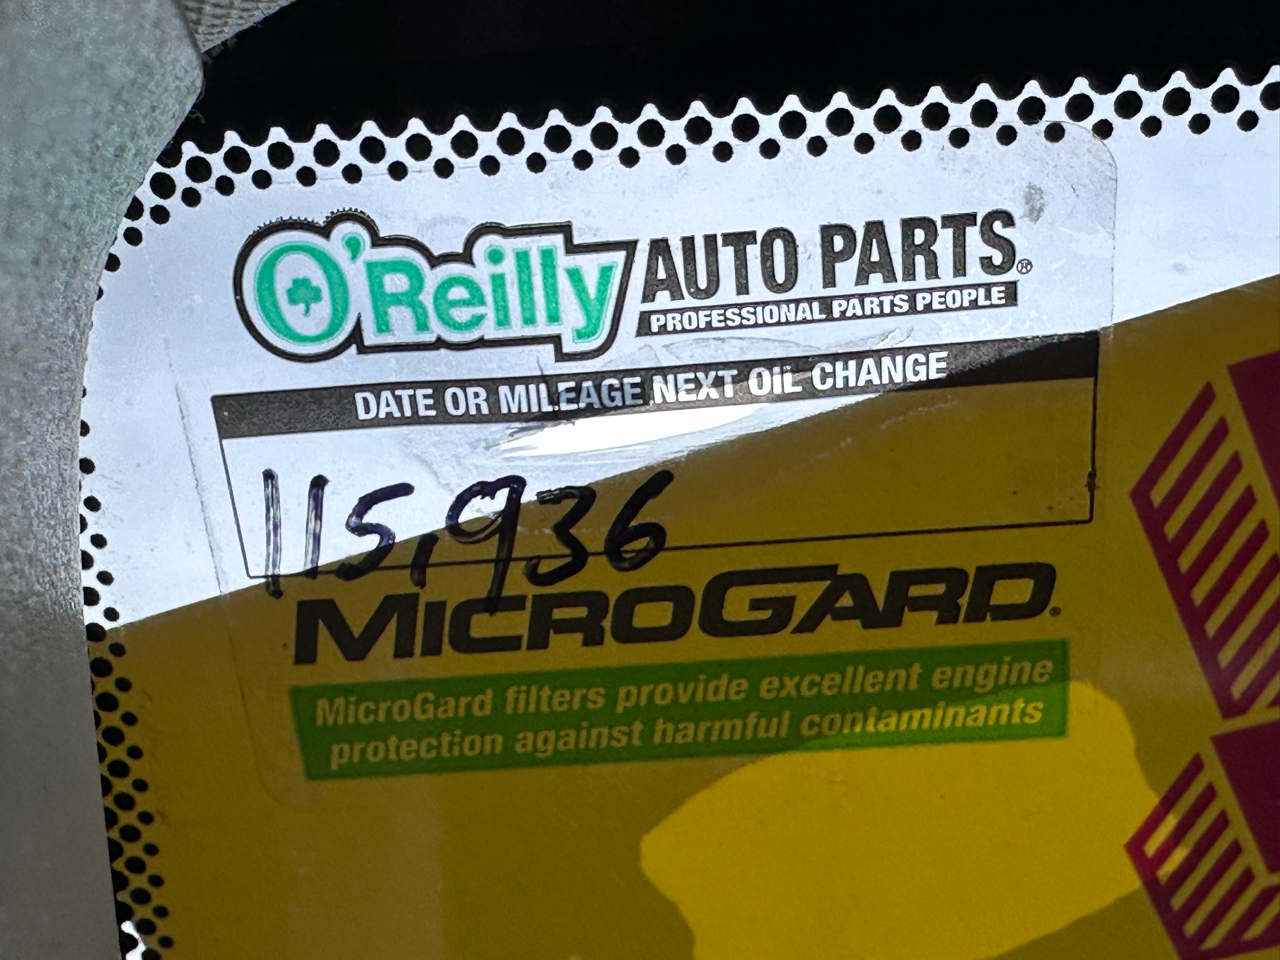 O'Reilly AUTO PARTS®
PROFESSIONAL PARTS PEOPLE
DATE OR MILEAGE NEXT OIL CHANGE
115,936
MICROGARD.
MicroGard filters provide excellent engine
protection against harmful contaminants